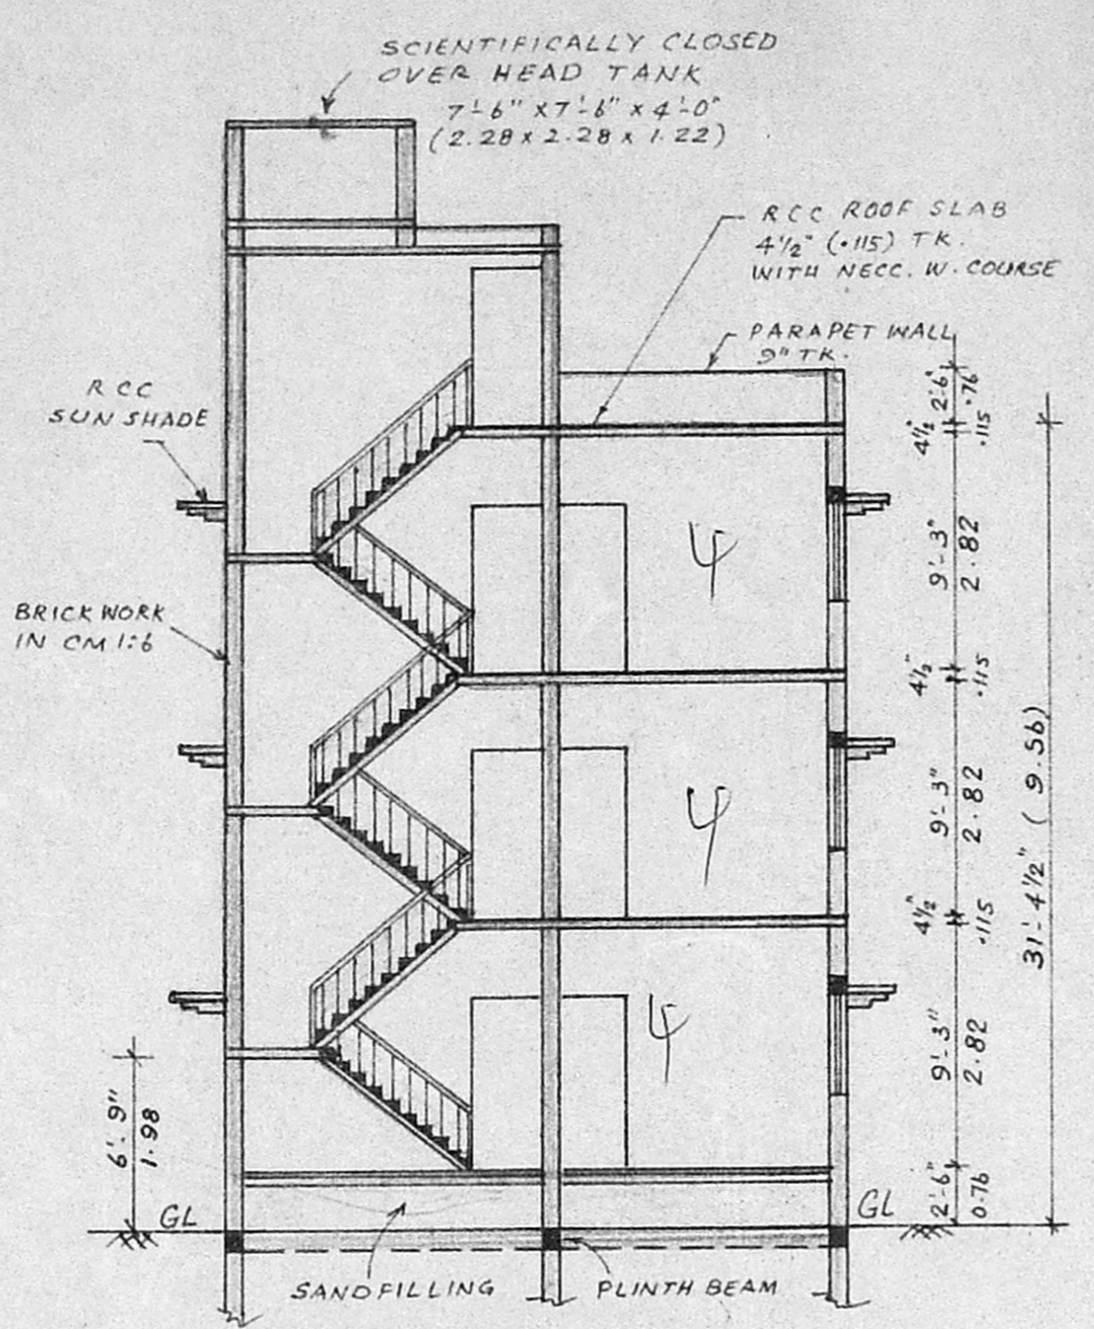 SCIENTIFICALLY CLOSED
OVER HEAD TANK
7'-6" X 7'-6" X 4'-0"
(2.28 X 2.28 X 1.22)
RCC ROOF SLAB
4½" (.115) TK.
WITH NECC. W. COURSE
PARAPET WALL
9" TK.
RCC
SUN SHADE
BRICK WORK
IN CM 1:6
2'-6"
.76
4½"
.115
9'-3"
2.82
4½"
.115
9'-3"
2.82
4½"
.115
9'-3"
2.82
2'-6"
0.76
31'-4½" (9.56)
4
4
4
6'-9"
1.98
GL
GL
SANDFILLING
PLINTH BEAM